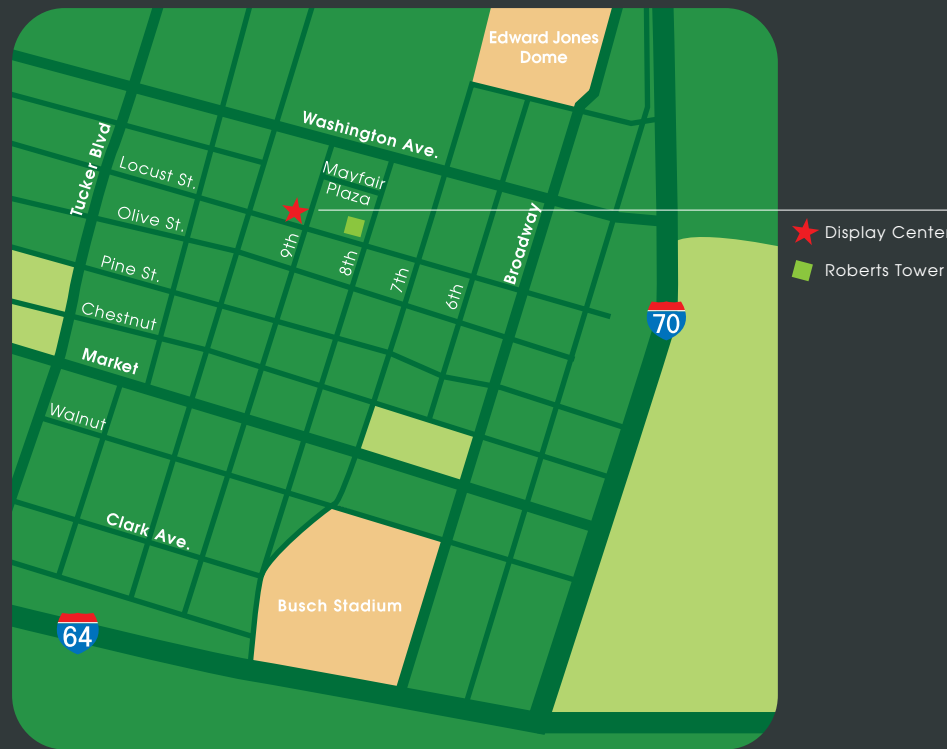 Edward Jones
Dome
Washington Ave.
Tucker Blvd
Locust St.
Mayfair
Plaza
Olive St.
9th
8th
7th
6th
Broadway
Display Center
Roberts Tower
Pine St.
Chestnut
70
Market
Walnut
Clark Ave.
Busch Stadium
64